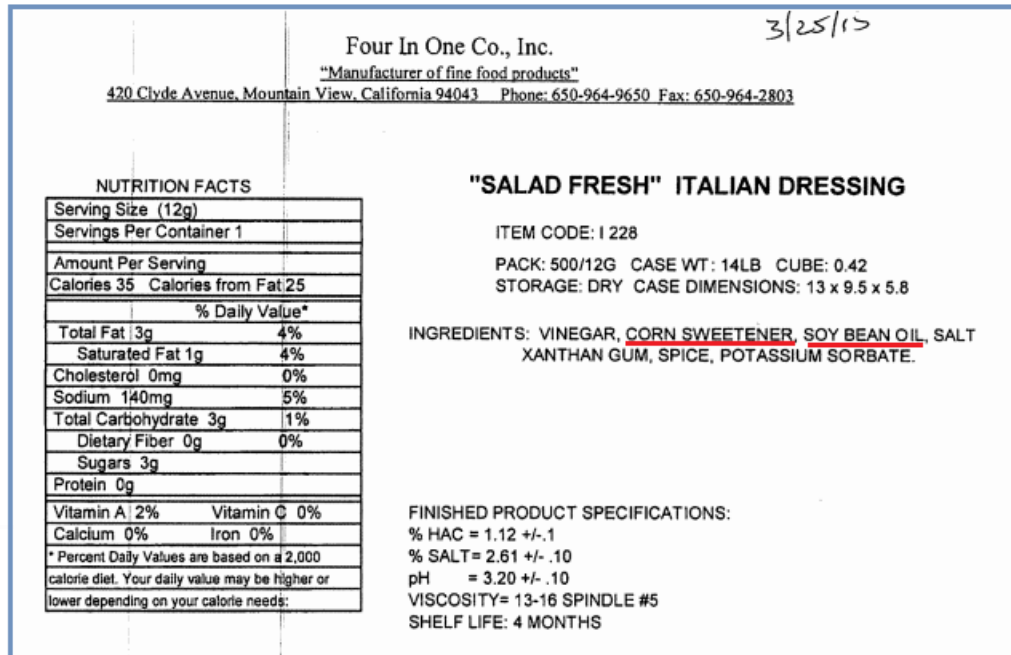 3/25/15
Four In One Co., Inc.
"Manufacturer of fine food products"
420 Clyde Avenue, Mountain View, California 94043 Phone: 650-964-9650 Fax: 650-964-2803
NUTRITION FACTS
Serving Size (12g)
Servings Per Container 1
Amount Per Serving
Calories 35 Calories from Fat 25
% Daily Value*
Total Fat 3g 4%
Saturated Fat 1g 4%
Cholesterol 0mg 0%
Sodium 140mg 5%
Total Carbohydrate 3g 1%
Dietary Fiber 0g 0%
Sugars 3g
Protein 0g
Vitamin A 2% Vitamin C 0%
Calcium 0% Iron 0%
* Percent Daily Values are based on a 2,000
calorie diet. Your daily value may be higher or
lower depending on your calorie needs:
"SALAD FRESH" ITALIAN DRESSING
ITEM CODE: I 228
PACK: 500/12G CASE WT: 14LB CUBE: 0.42
STORAGE: DRY CASE DIMENSIONS: 13 x 9.5 x 5.8
INGREDIENTS: VINEGAR, CORN SWEETENER, SOY BEAN OIL, SALT
XANTHAN GUM, SPICE, POTASSIUM SORBATE.
FINISHED PRODUCT SPECIFICATIONS:
% HAC = 1.12 +/-.1
% SALT= 2.61 +/- .10
pH = 3.20 +/- .10
VISCOSITY= 13-16 SPINDLE #5
SHELF LIFE: 4 MONTHS